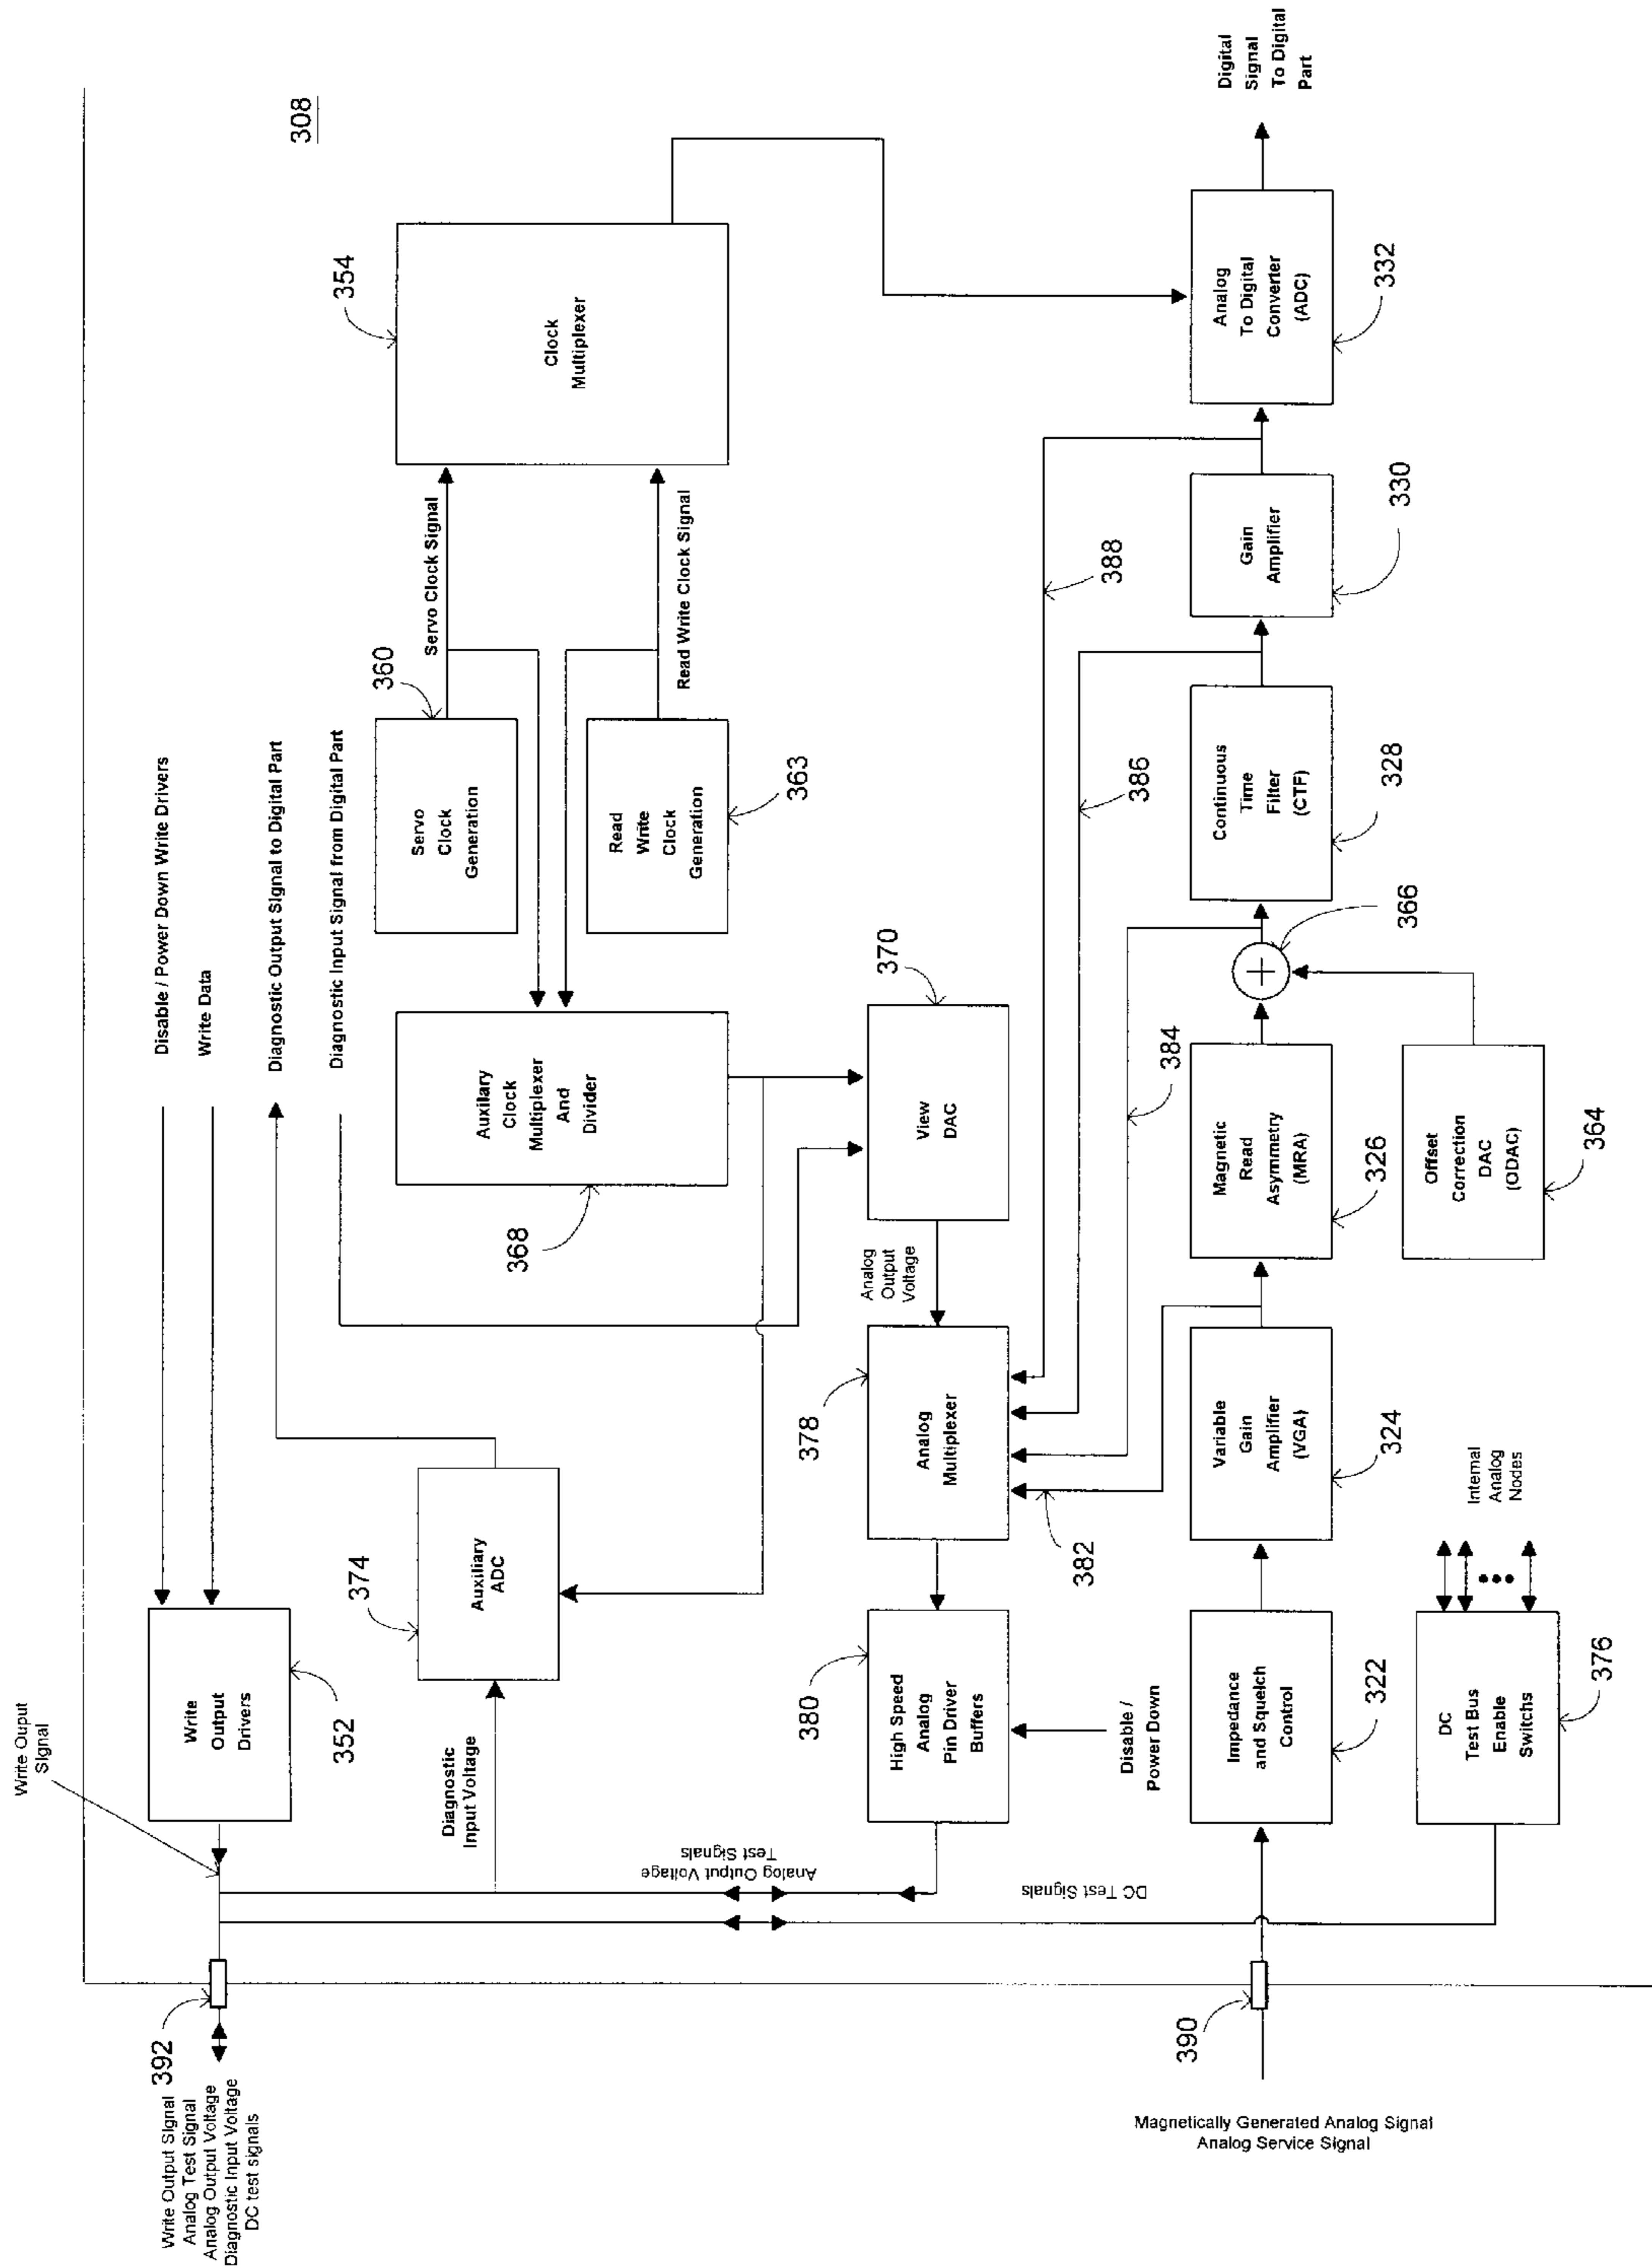 308
Write Ouput
SIgnal
392
Write Output SIgnal
Analog Test Signal
Analog Output Voltage
Diagnostic Input Voltage
DC test signals
Write
Output
Drivers
352
Disable / Power Down Write Drivers
Write Data
Diagnostic Output SIgnal to Digital Part
Diagnostic Input Signal from Digital Part
374
Auxiliary
ADC
Diagnostic
Input Voltage
Auxilary
Clock
Multiplexer
And
Divider
368
360
Servo
Clock
Generation
Servo Clock Signal
Read
Write
Clock
Generation
363
Read Write Clock Signal
354
Clock
Multiplexer
Analog Output Voltage
Test Signals
DC Test Signals
380
High Speed
Analog
Pin Driver
Buffers
Disable /
Power Down
378
Analog
Multiplexer
Analog
Output
Voltage
370
View
DAC
382
384
386
388
390
Magnetically Generated Analog Signal
Analog Service Signal
Impedance
and Squelch
Control
322
Variable
Gain
Amplifier
(VGA)
324
Magnetic
Read
Asymmetry
(MRA)
326
366
Continuous
Time
Filter
(CTF)
328
Gain
Amplifier
330
Analog
To Digital
Converter
(ADC)
332
Digital
Signal
To Digital
Part
DC
Test Bus
Enable
Switchs
376
Internal
Analog
Nodes
Offset
Correction
DAC
(ODAC)
364